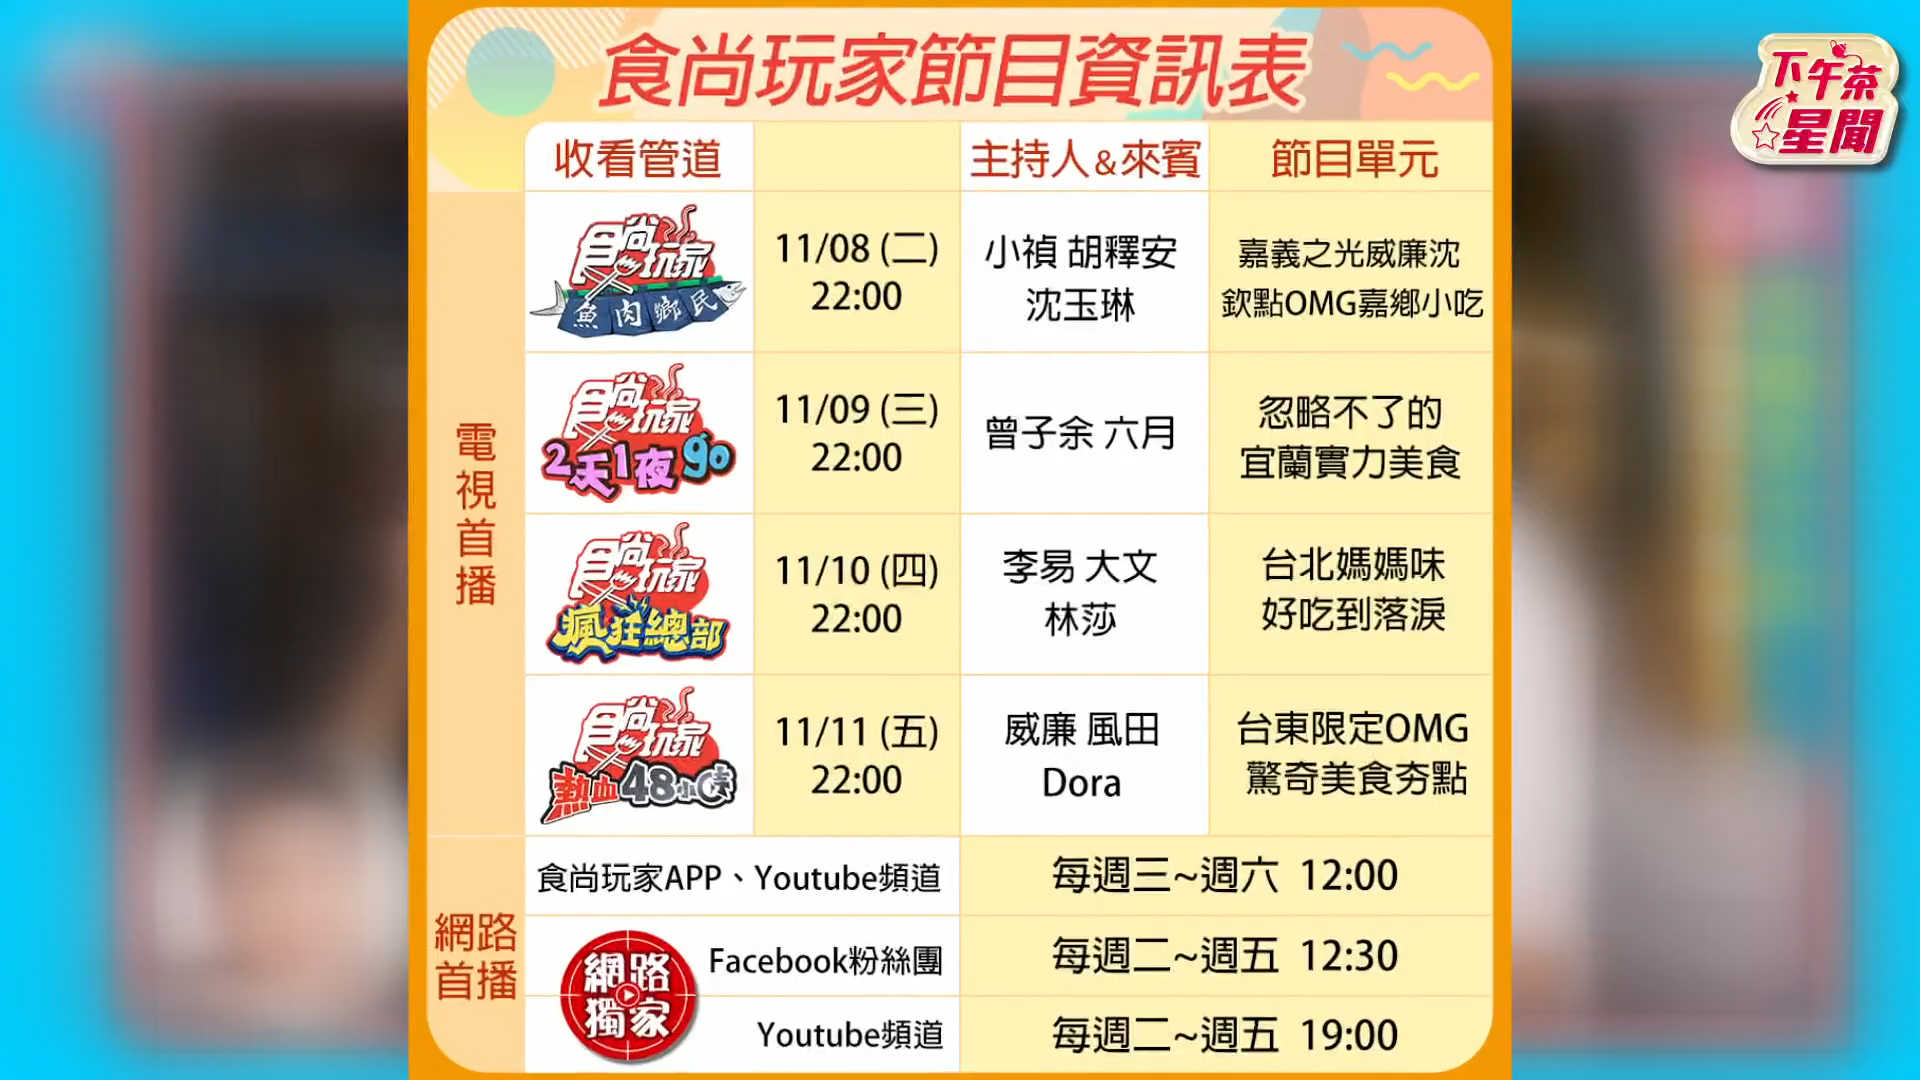 食尚玩家節目資訊表
下午茶
星聞
收看管道
主持人&來賓
節目單元
電視首播
食尚玩家
魚肉鄉民
11/08 (二)
22:00
小禎 胡釋安
沈玉琳
嘉義之光威廉沈
欽點OMG嘉鄉小吃
食尚玩家
2天1夜go
11/09 (三)
22:00
曾子余 六月
忽略不了的
宜蘭實力美食
食尚玩家
瘋狂總部
11/10 (四)
22:00
李易 大文
林莎
台北媽媽味
好吃到落淚
食尚玩家
熱血48小時
11/11 (五)
22:00
威廉 風田
Dora
台東限定OMG
驚奇美食夯點
網路
首播
食尚玩家APP、Youtube頻道
每週三~週六 12:00
網路
獨家
Facebook粉絲團
每週二~週五 12:30
Youtube頻道
每週二~週五 19:00